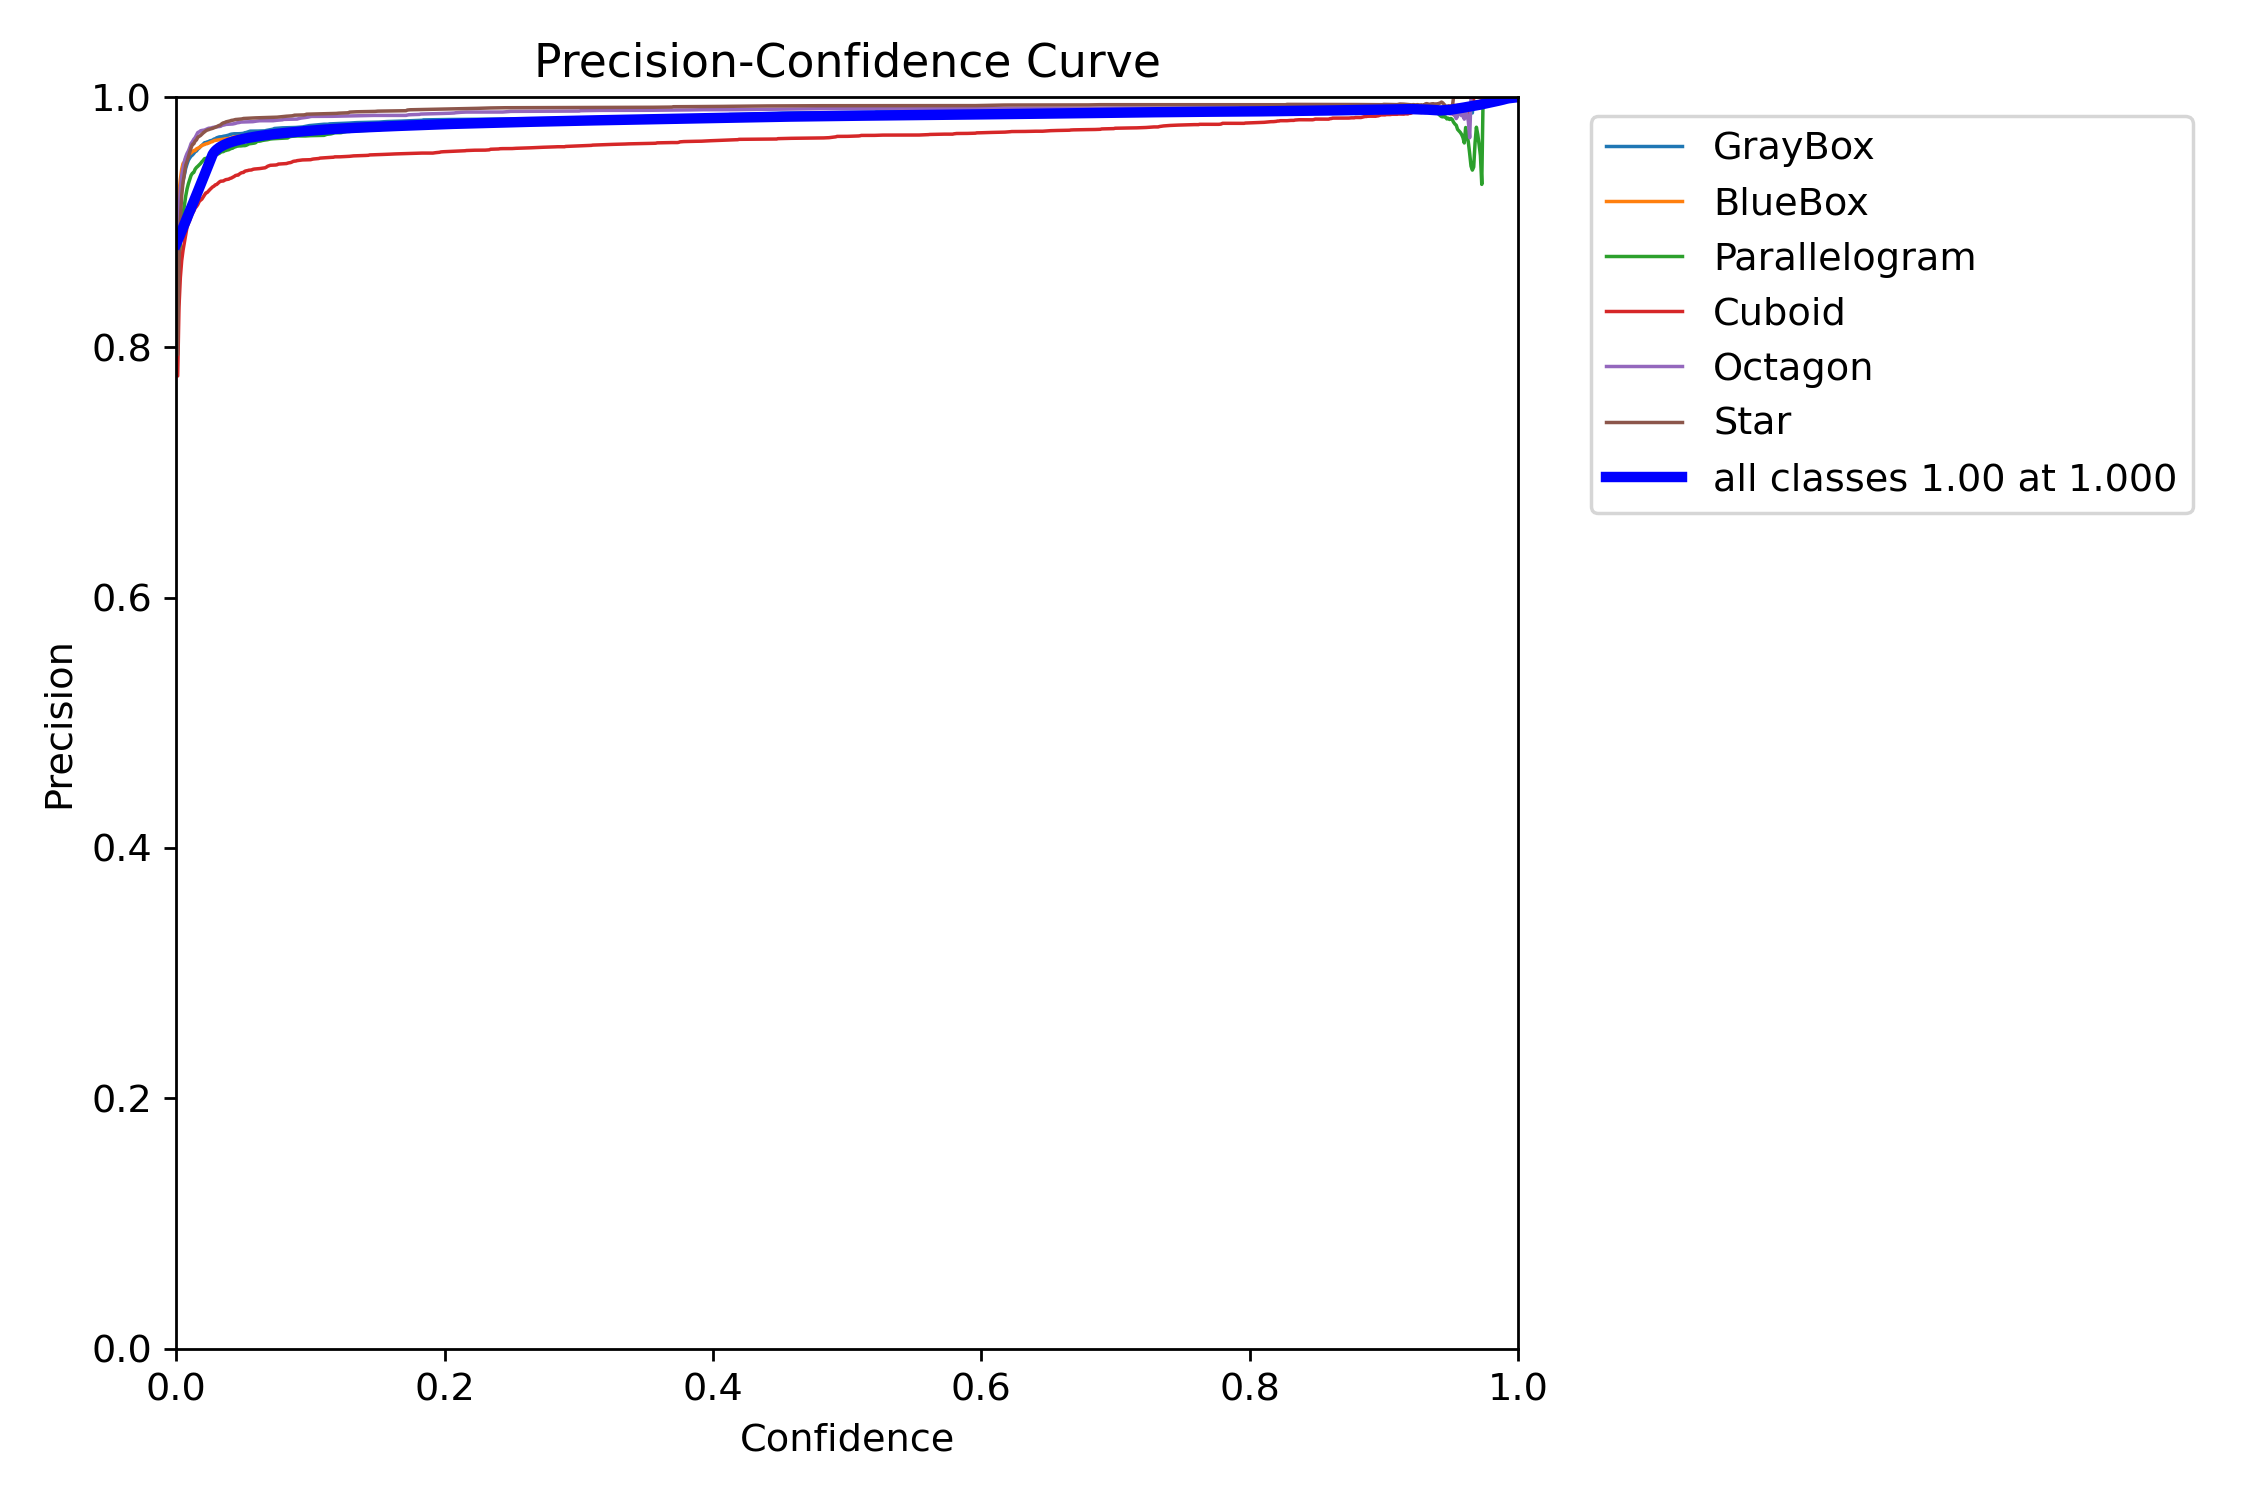 Precision-Confidence Curve
1.0
0.8
0.6
0.4
0.2
0.0
Precision
0.0 0.2 0.4 0.6 0.8 1.0
Confidence
GrayBox
BlueBox
Parallelogram
Cuboid
Octagon
Star
all classes 1.00 at 1.000